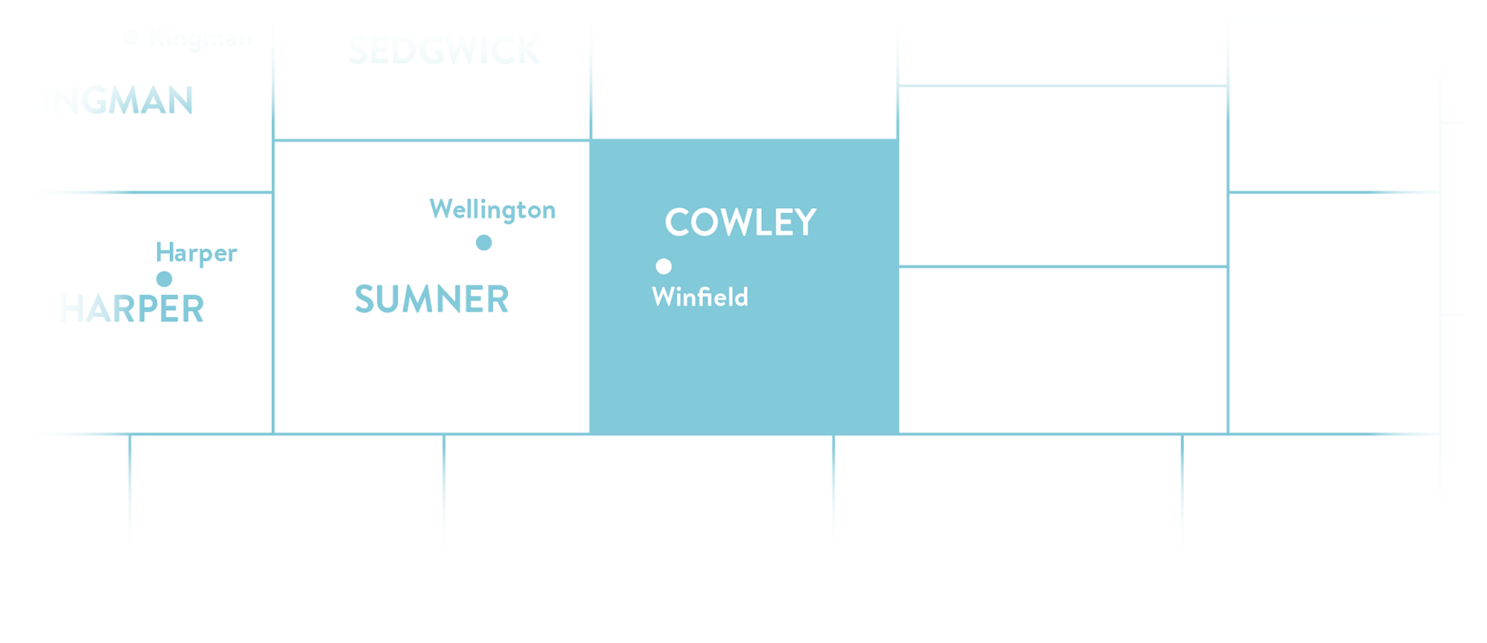 Kingman
SEDGWICK
INGMAN
Wellington
COWLEY
Harper
HARPER
SUMNER
Winfield